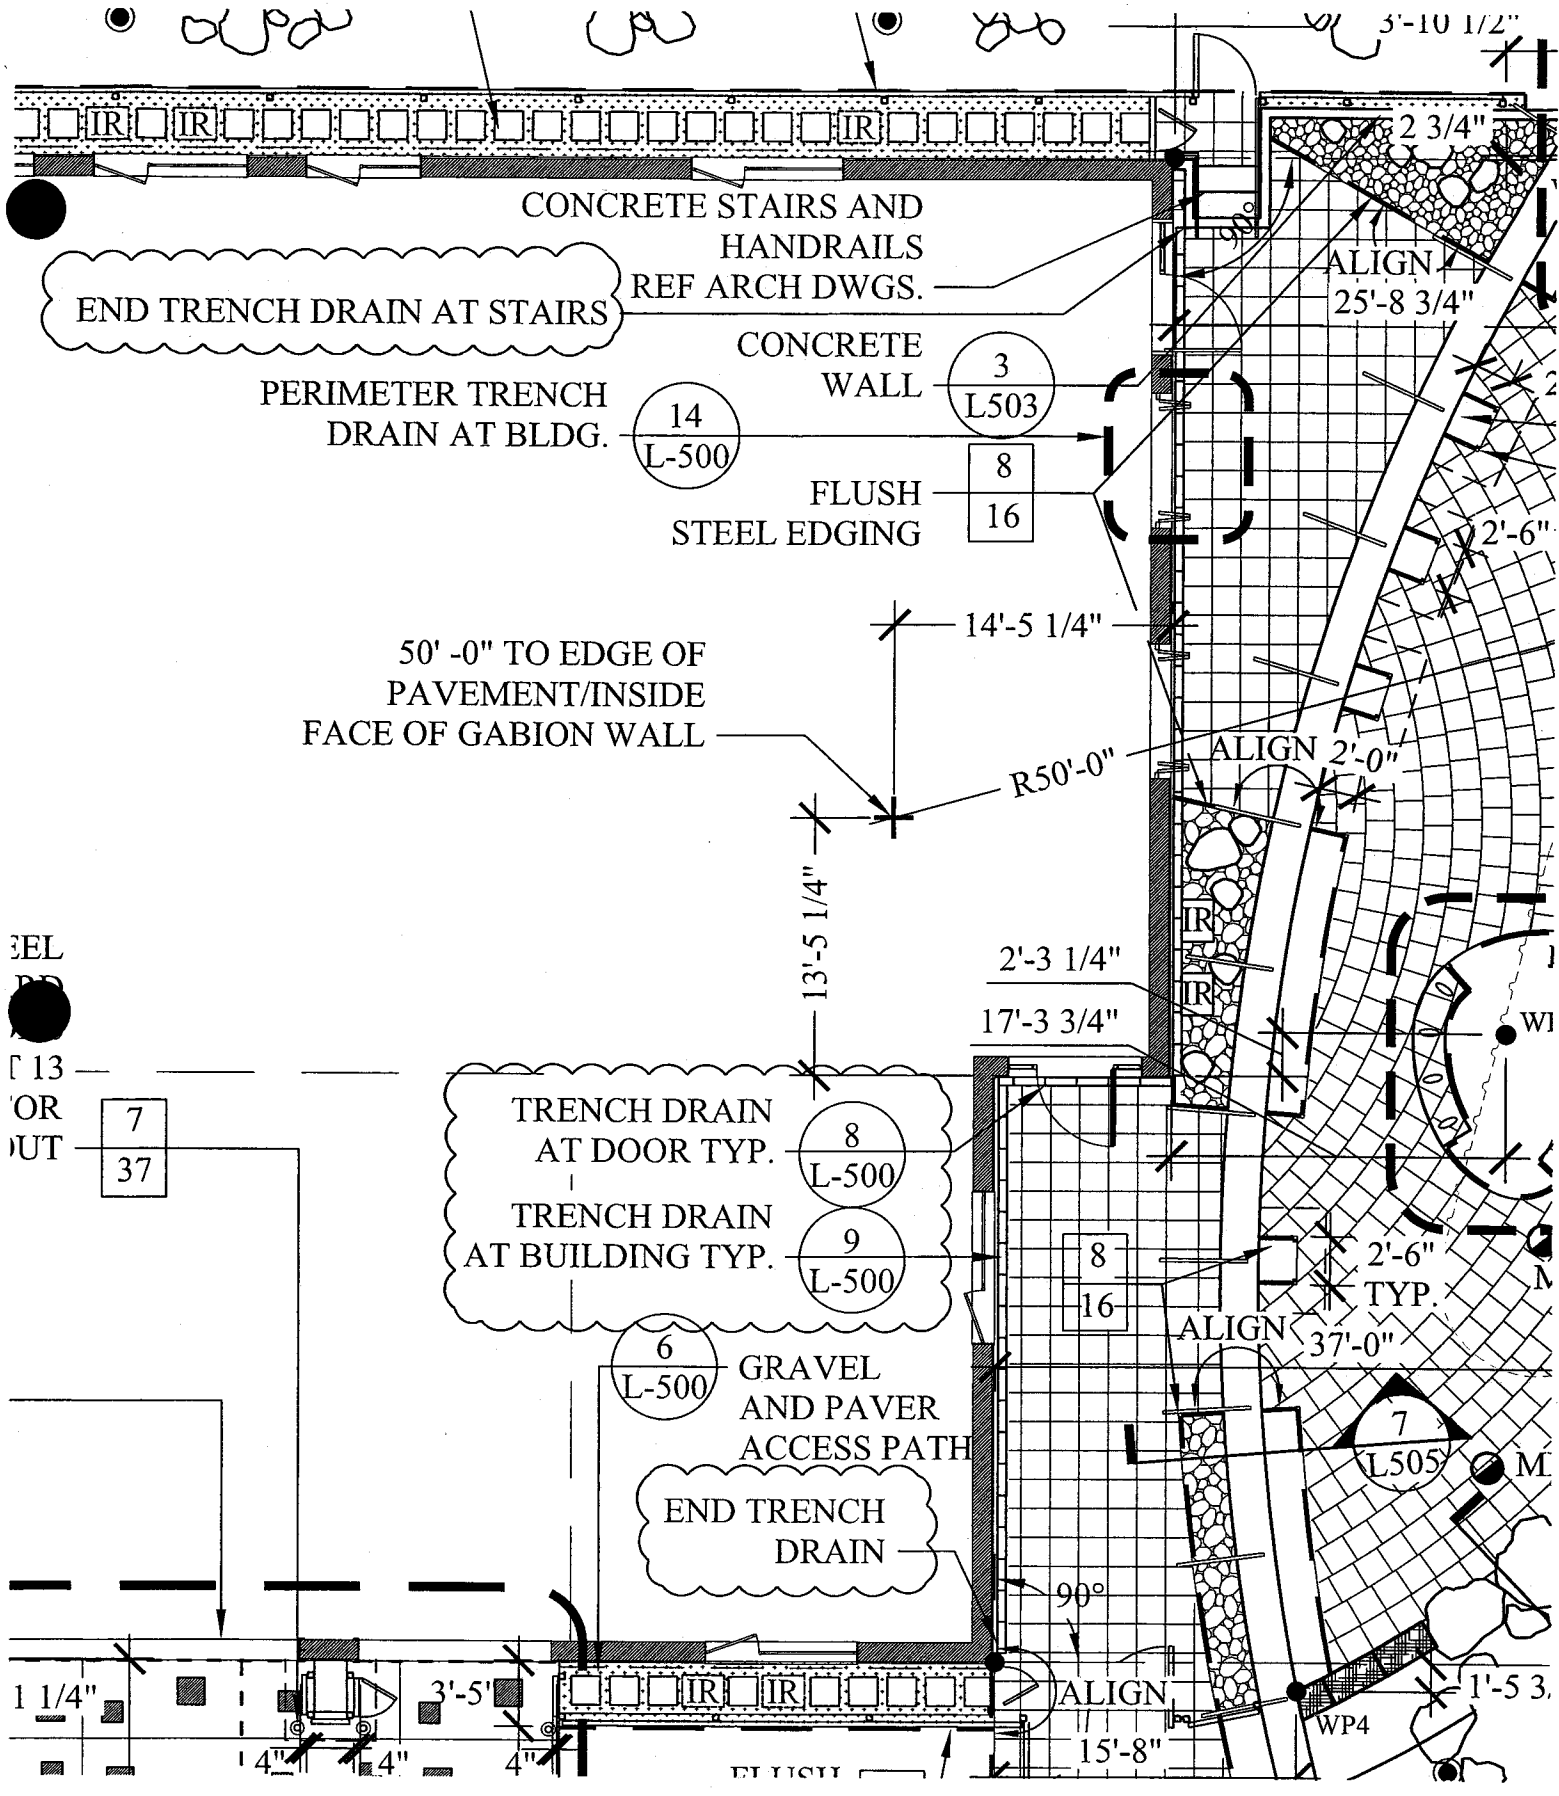 3'-10 1/2"
IR
IR
IR
2 3/4"
CONCRETE STAIRS AND
HANDRAILS
REF ARCH DWGS.
90°
ALIGN
25'-8 3/4"
END TRENCH DRAIN AT STAIRS
CONCRETE
WALL
3
L503
PERIMETER TRENCH
DRAIN AT BLDG.
14
L-500
FLUSH
STEEL EDGING
8
16
2'-6"
14'-5 1/4"
50' -0" TO EDGE OF
PAVEMENT/INSIDE
FACE OF GABION WALL
R50'-0"
ALIGN
2'-0"
13'-5 1/4"
IR
IR
2'-3 1/4"
17'-3 3/4"
13
OR
OUT
7
37
TRENCH DRAIN
AT DOOR TYP.
8
L-500
TRENCH DRAIN
AT BUILDING TYP.
9
L-500
8
16
2'-6"
TYP.
ALIGN
37'-0"
6
L-500
GRAVEL
AND PAVER
ACCESS PATH
7
L505
END TRENCH
DRAIN
90°
1 1/4"
3'-5"
IR
IR
ALIGN
WP4
1'-5 3
15'-8"
4"
4"
4"
FLUSH